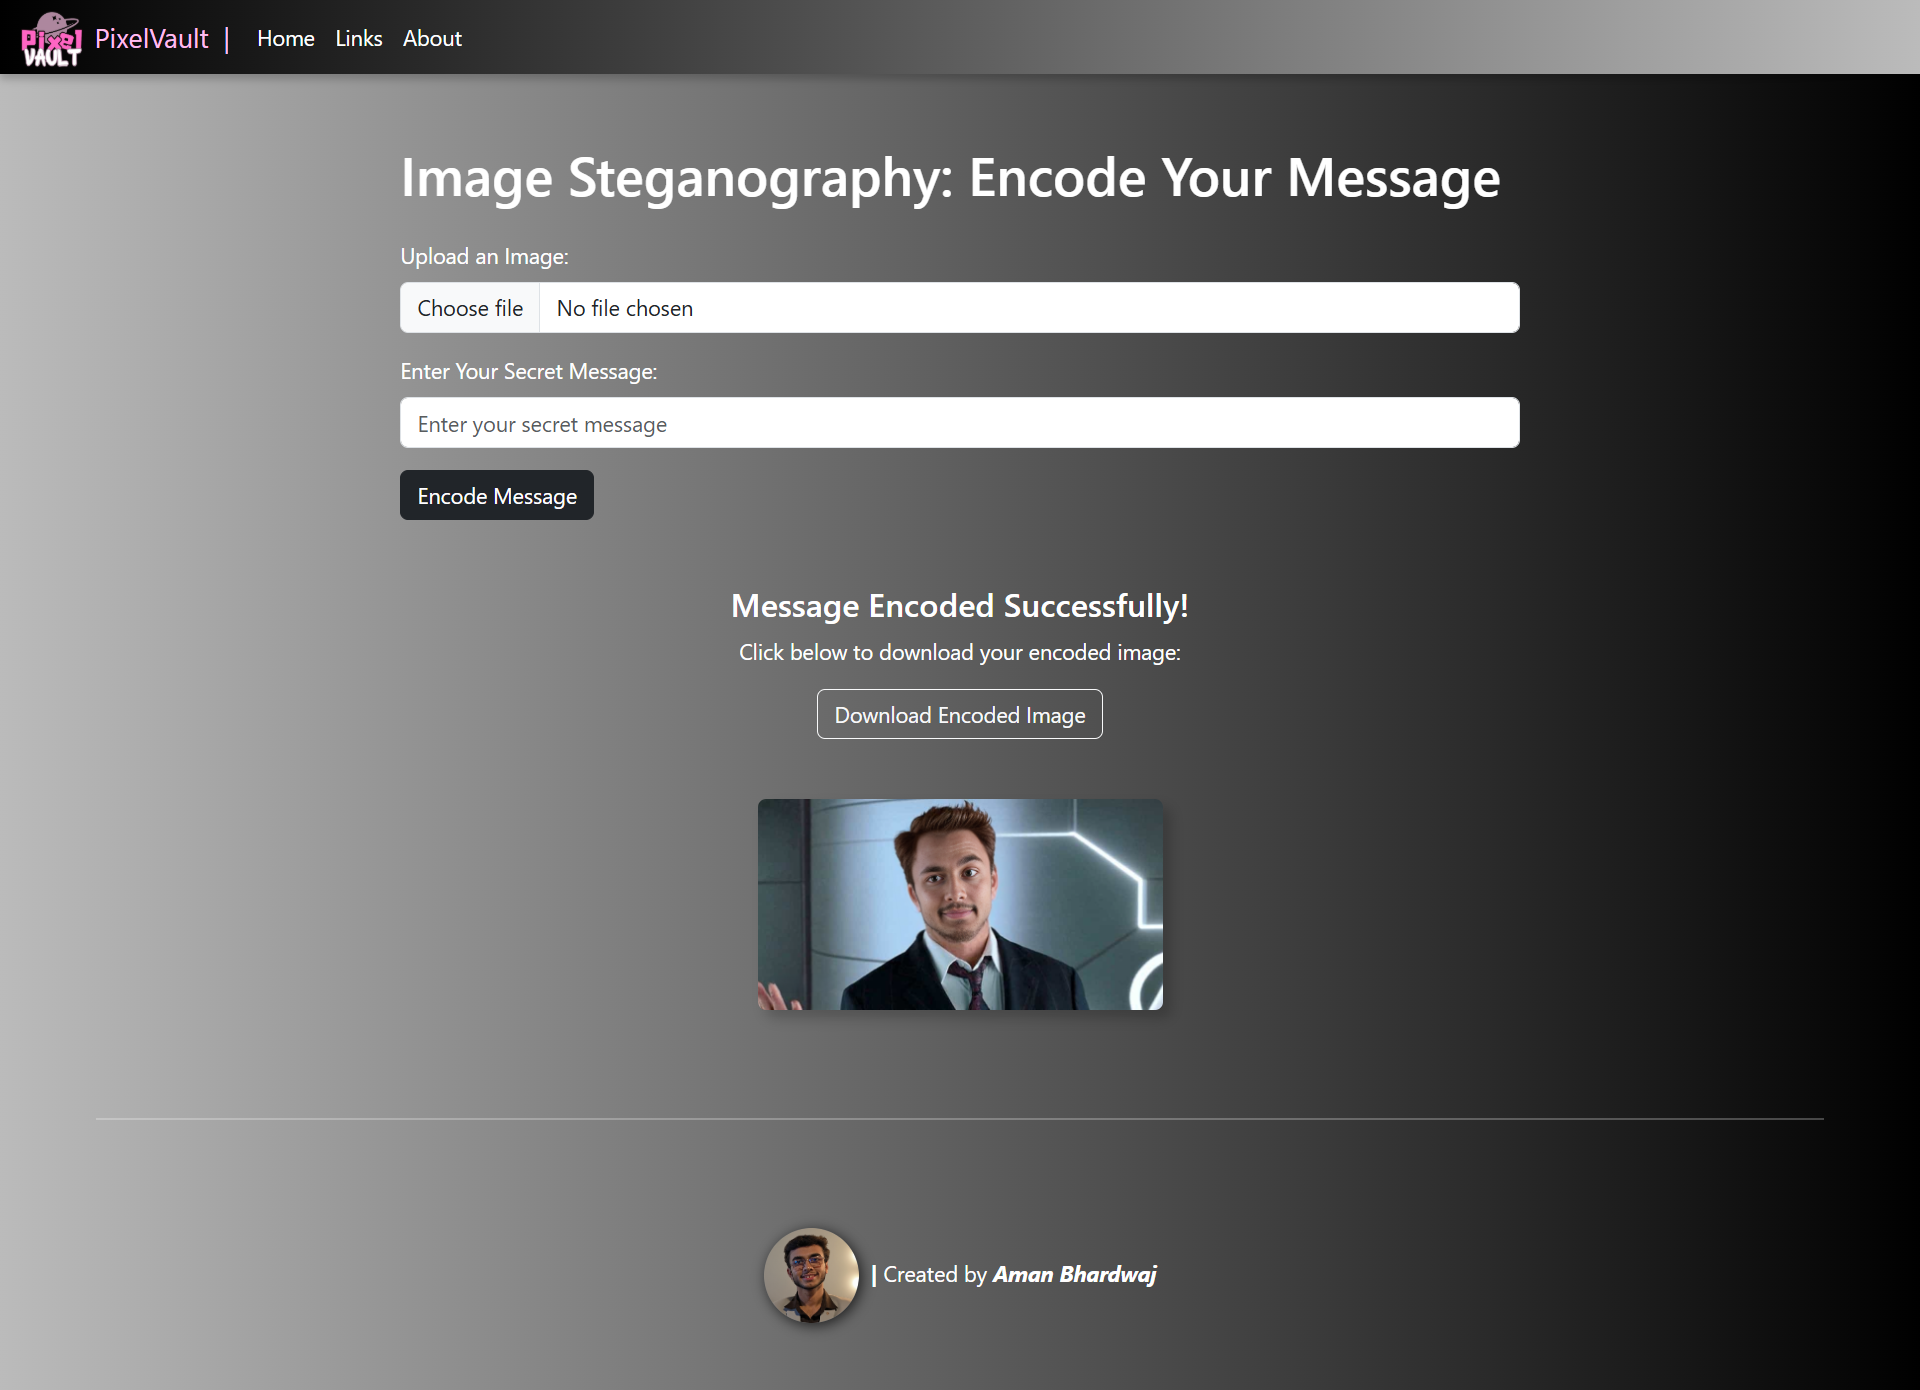 Pixel
VAULT
PixelVault | Home Links About
Image Steganography: Encode Your Message
Upload an Image:
Choose file No file chosen
Enter Your Secret Message:
Enter your secret message
Encode Message
Message Encoded Successfully!
Click below to download your encoded image:
Download Encoded Image
| Created by Aman Bhardwaj